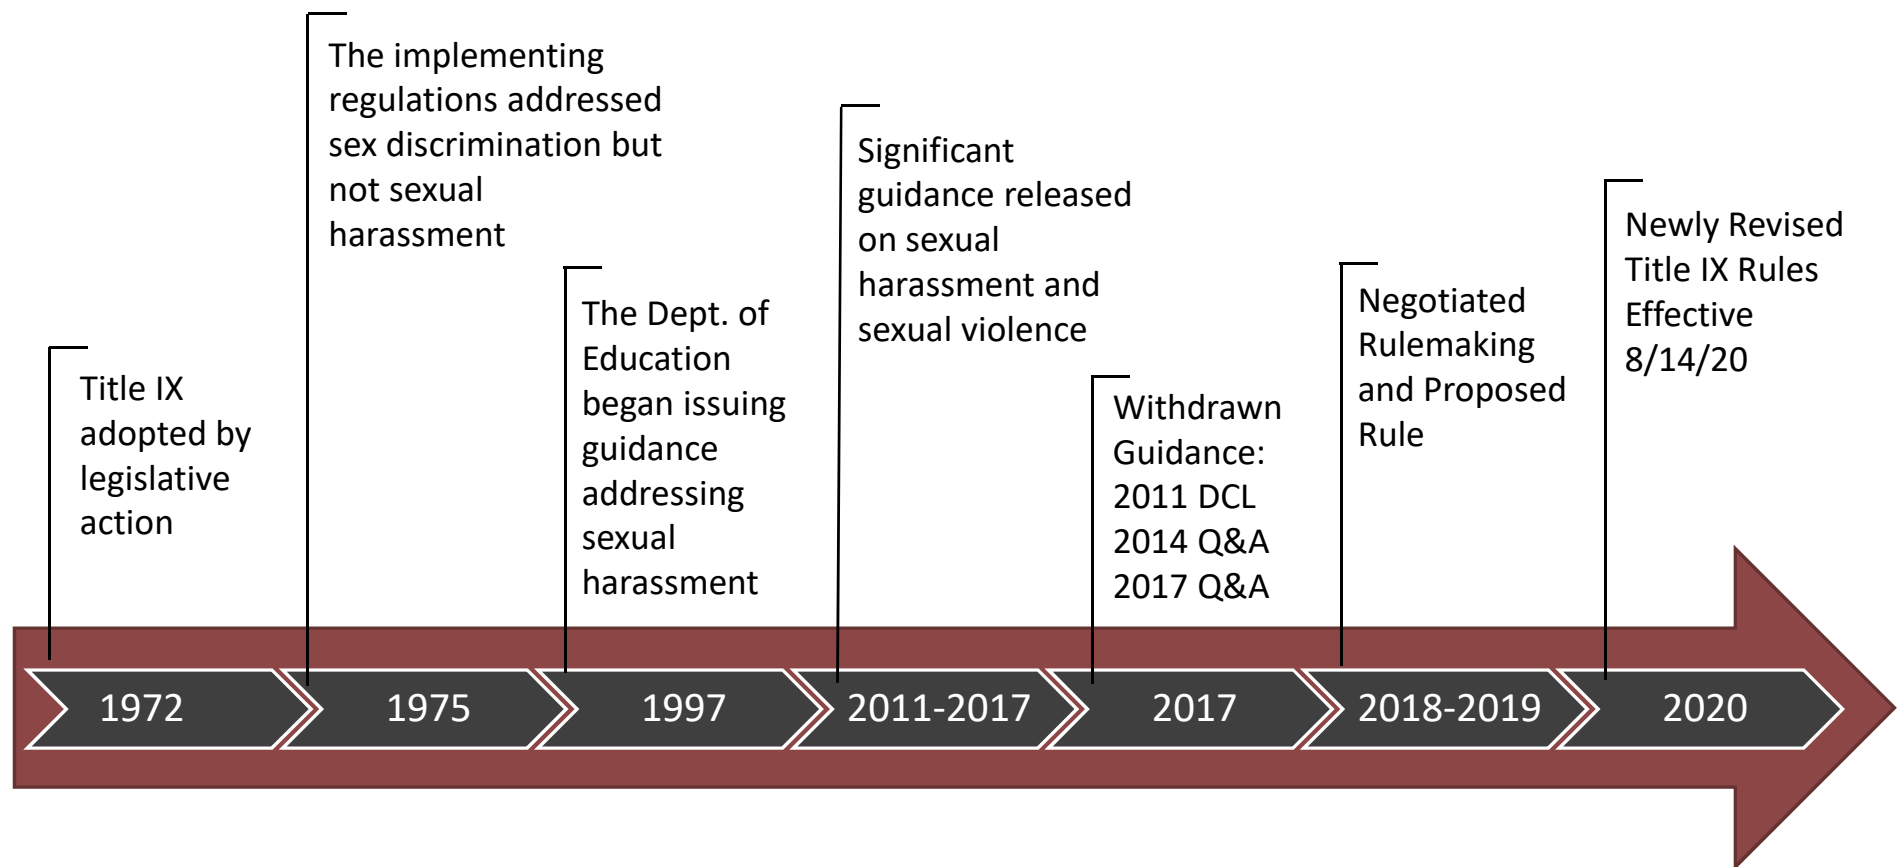 Title IX
adopted by
legislative
action
The implementing
regulations addressed
sex discrimination but
not sexual
harassment
The Dept. of
Education
began issuing
guidance
addressing
sexual
harassment
Significant
guidance released
on sexual
harassment and
sexual violence
Withdrawn
Guidance:
2011 DCL
2014 Q&A
2017 Q&A
Negotiated
Rulemaking
and Proposed
Rule
Newly Revised
Title IX Rules
Effective
8/14/20
1972
1975
1997
2011-2017
2017
2018-2019
2020